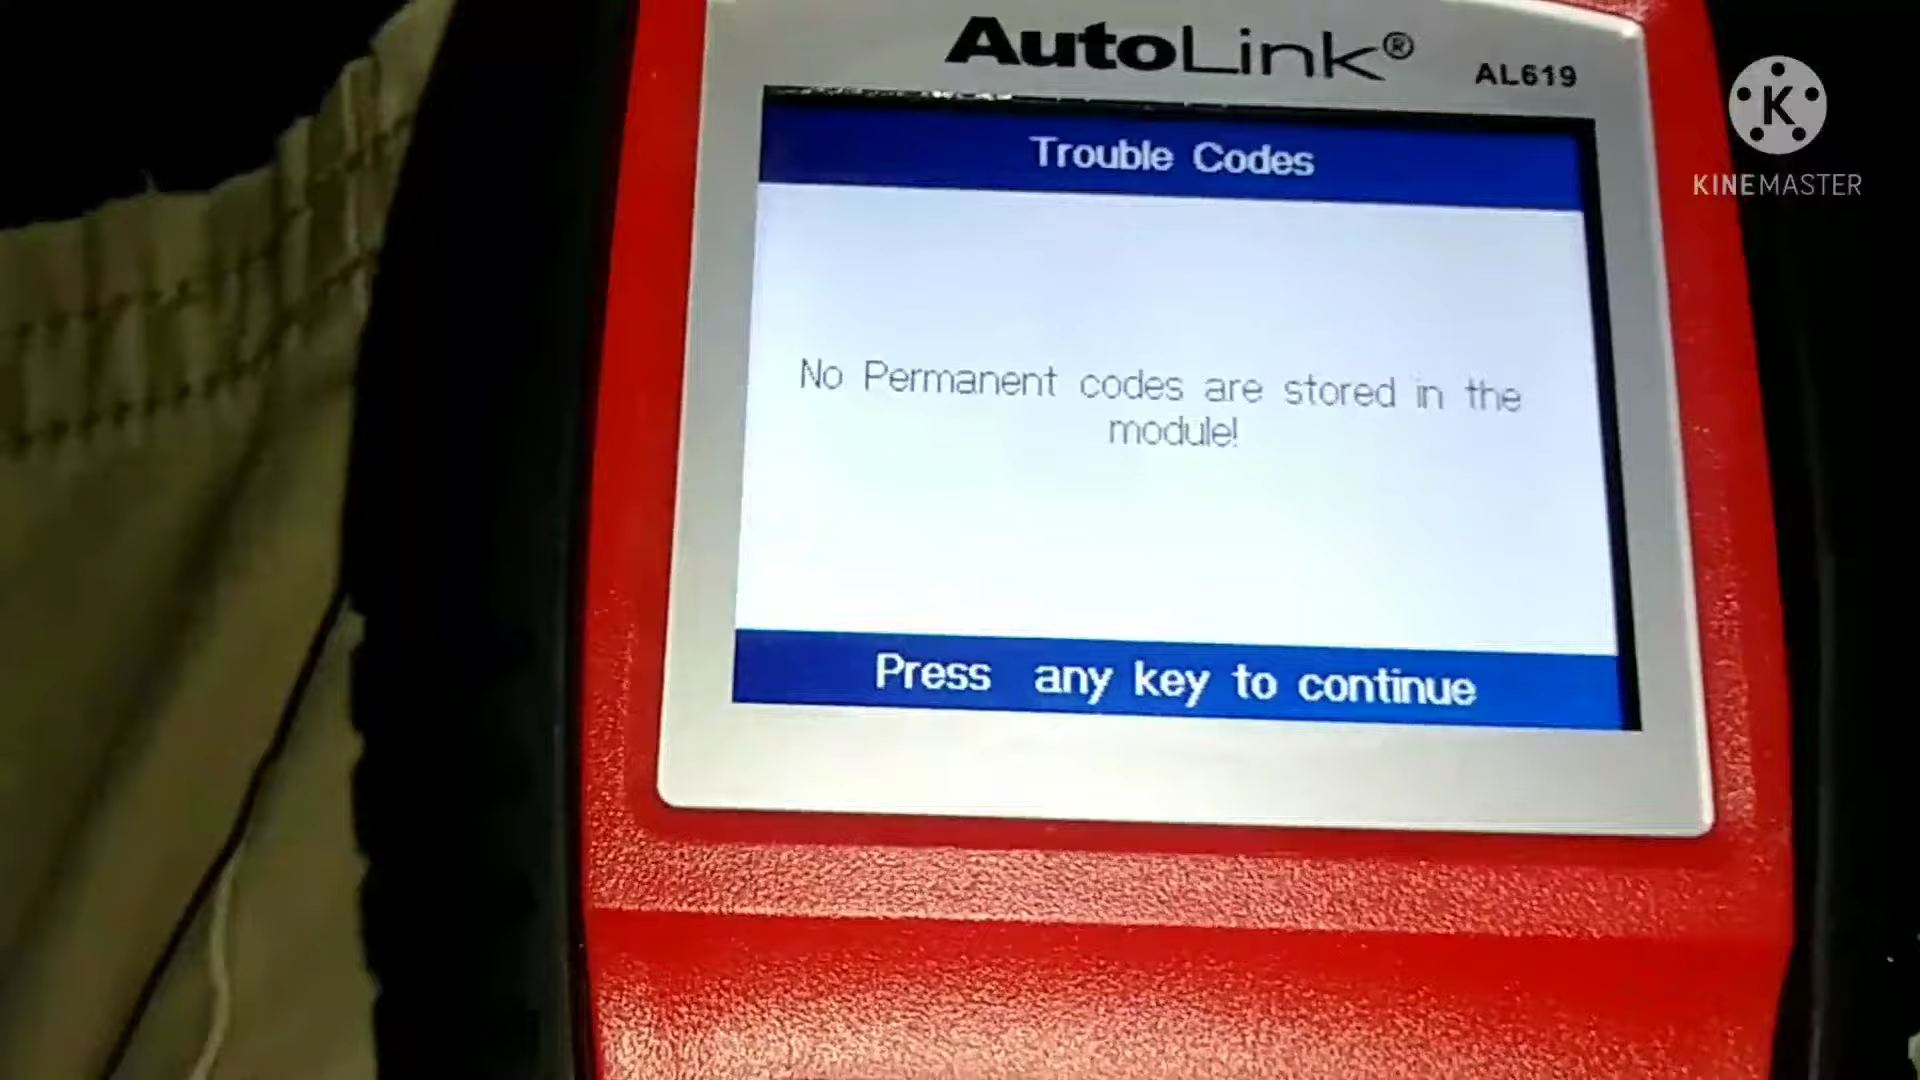 AutoLink®
AL619
K
KINEMASTER
Trouble Codes
No Permanent codes are stored in the
module!
Press any key to continue